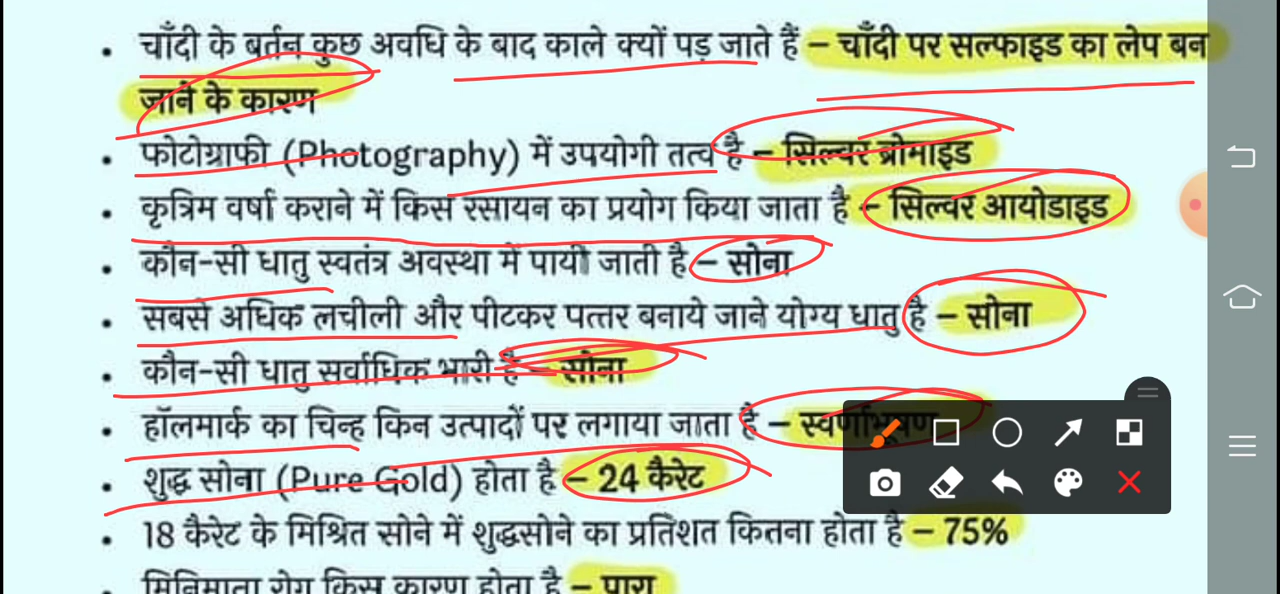 • चाँदी के बर्तन कुछ अवधि के बाद काले क्यों पड़ जाते हैं – चाँदी पर सल्फाइड का लेप बन
जाने के कारण
• फोटोग्राफी (Photography) में उपयोगी तत्व है – सिल्वर ब्रोमाइड
• कृत्रिम वर्षा कराने में किस रसायन का प्रयोग किया जाता है – सिल्वर आयोडाइड
• कौन-सी धातु स्वतंत्र अवस्था में पायी जाती है – सोना
• सबसे अधिक लचीली और पीटकर पत्तर बनाये जाने योग्य धातु है – सोना
• कौन-सी धातु सर्वाधिक भारी है – सोना
• हॉलमार्क का चिन्ह किन उत्पादों पर लगाया जाता है – स्वर्णाभूषण
• शुद्ध सोना (Pure Gold) होता है – 24 कैरेट
• 18 कैरेट के मिश्रित सोने में शुद्धसोने का प्रतिशत कितना होता है – 75%
• मिनिमाता रोग किस कारण होता है – पारा